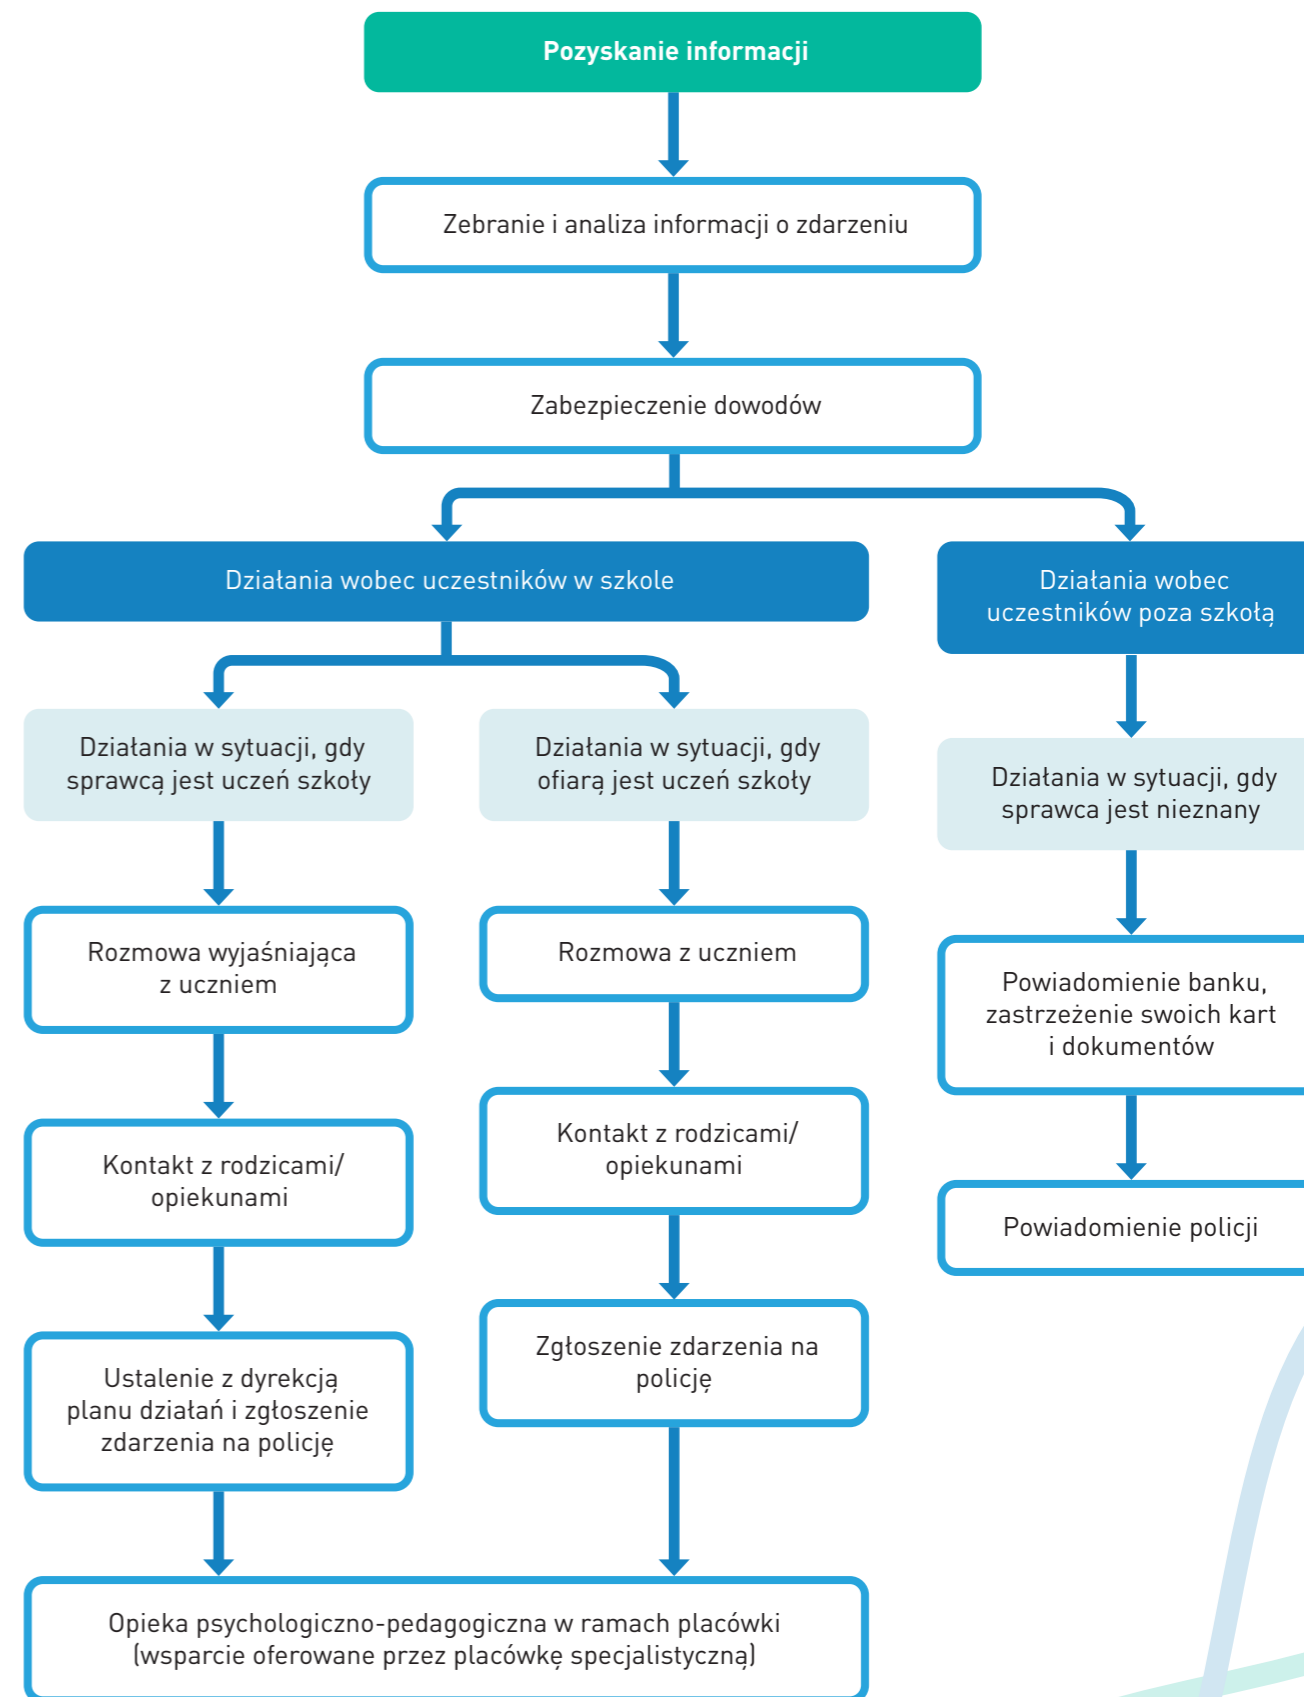 Pozyskanie informacji
Zebranie i analiza informacji o zdarzeniu
Zabezpieczenie dowodów
Działania wobec uczestników w szkole
Działania w sytuacji, gdy
sprawcą jest uczeń szkoły
Rozmowa wyjaśniająca
z uczniem
Kontakt z rodzicami/
opiekunami
Ustalenie z dyrekcją
planu działań i zgłoszenie
zdarzenia na policję
Działania w sytuacji, gdy
ofiarą jest uczeń szkoły
Rozmowa z uczniem
Kontakt z rodzicami/
opiekunami
Zgłoszenie zdarzenia na
policję
Opieka psychologiczno-pedagogiczna w ramach placówki
(wsparcie oferowane przez placówkę specjalistyczną)
Działania wobec
uczestników poza szkołą
Działania w sytuacji, gdy
sprawca jest nieznany
Powiadomienie banku,
zastrzeżenie swoich kart
i dokumentów
Powiadomienie policji